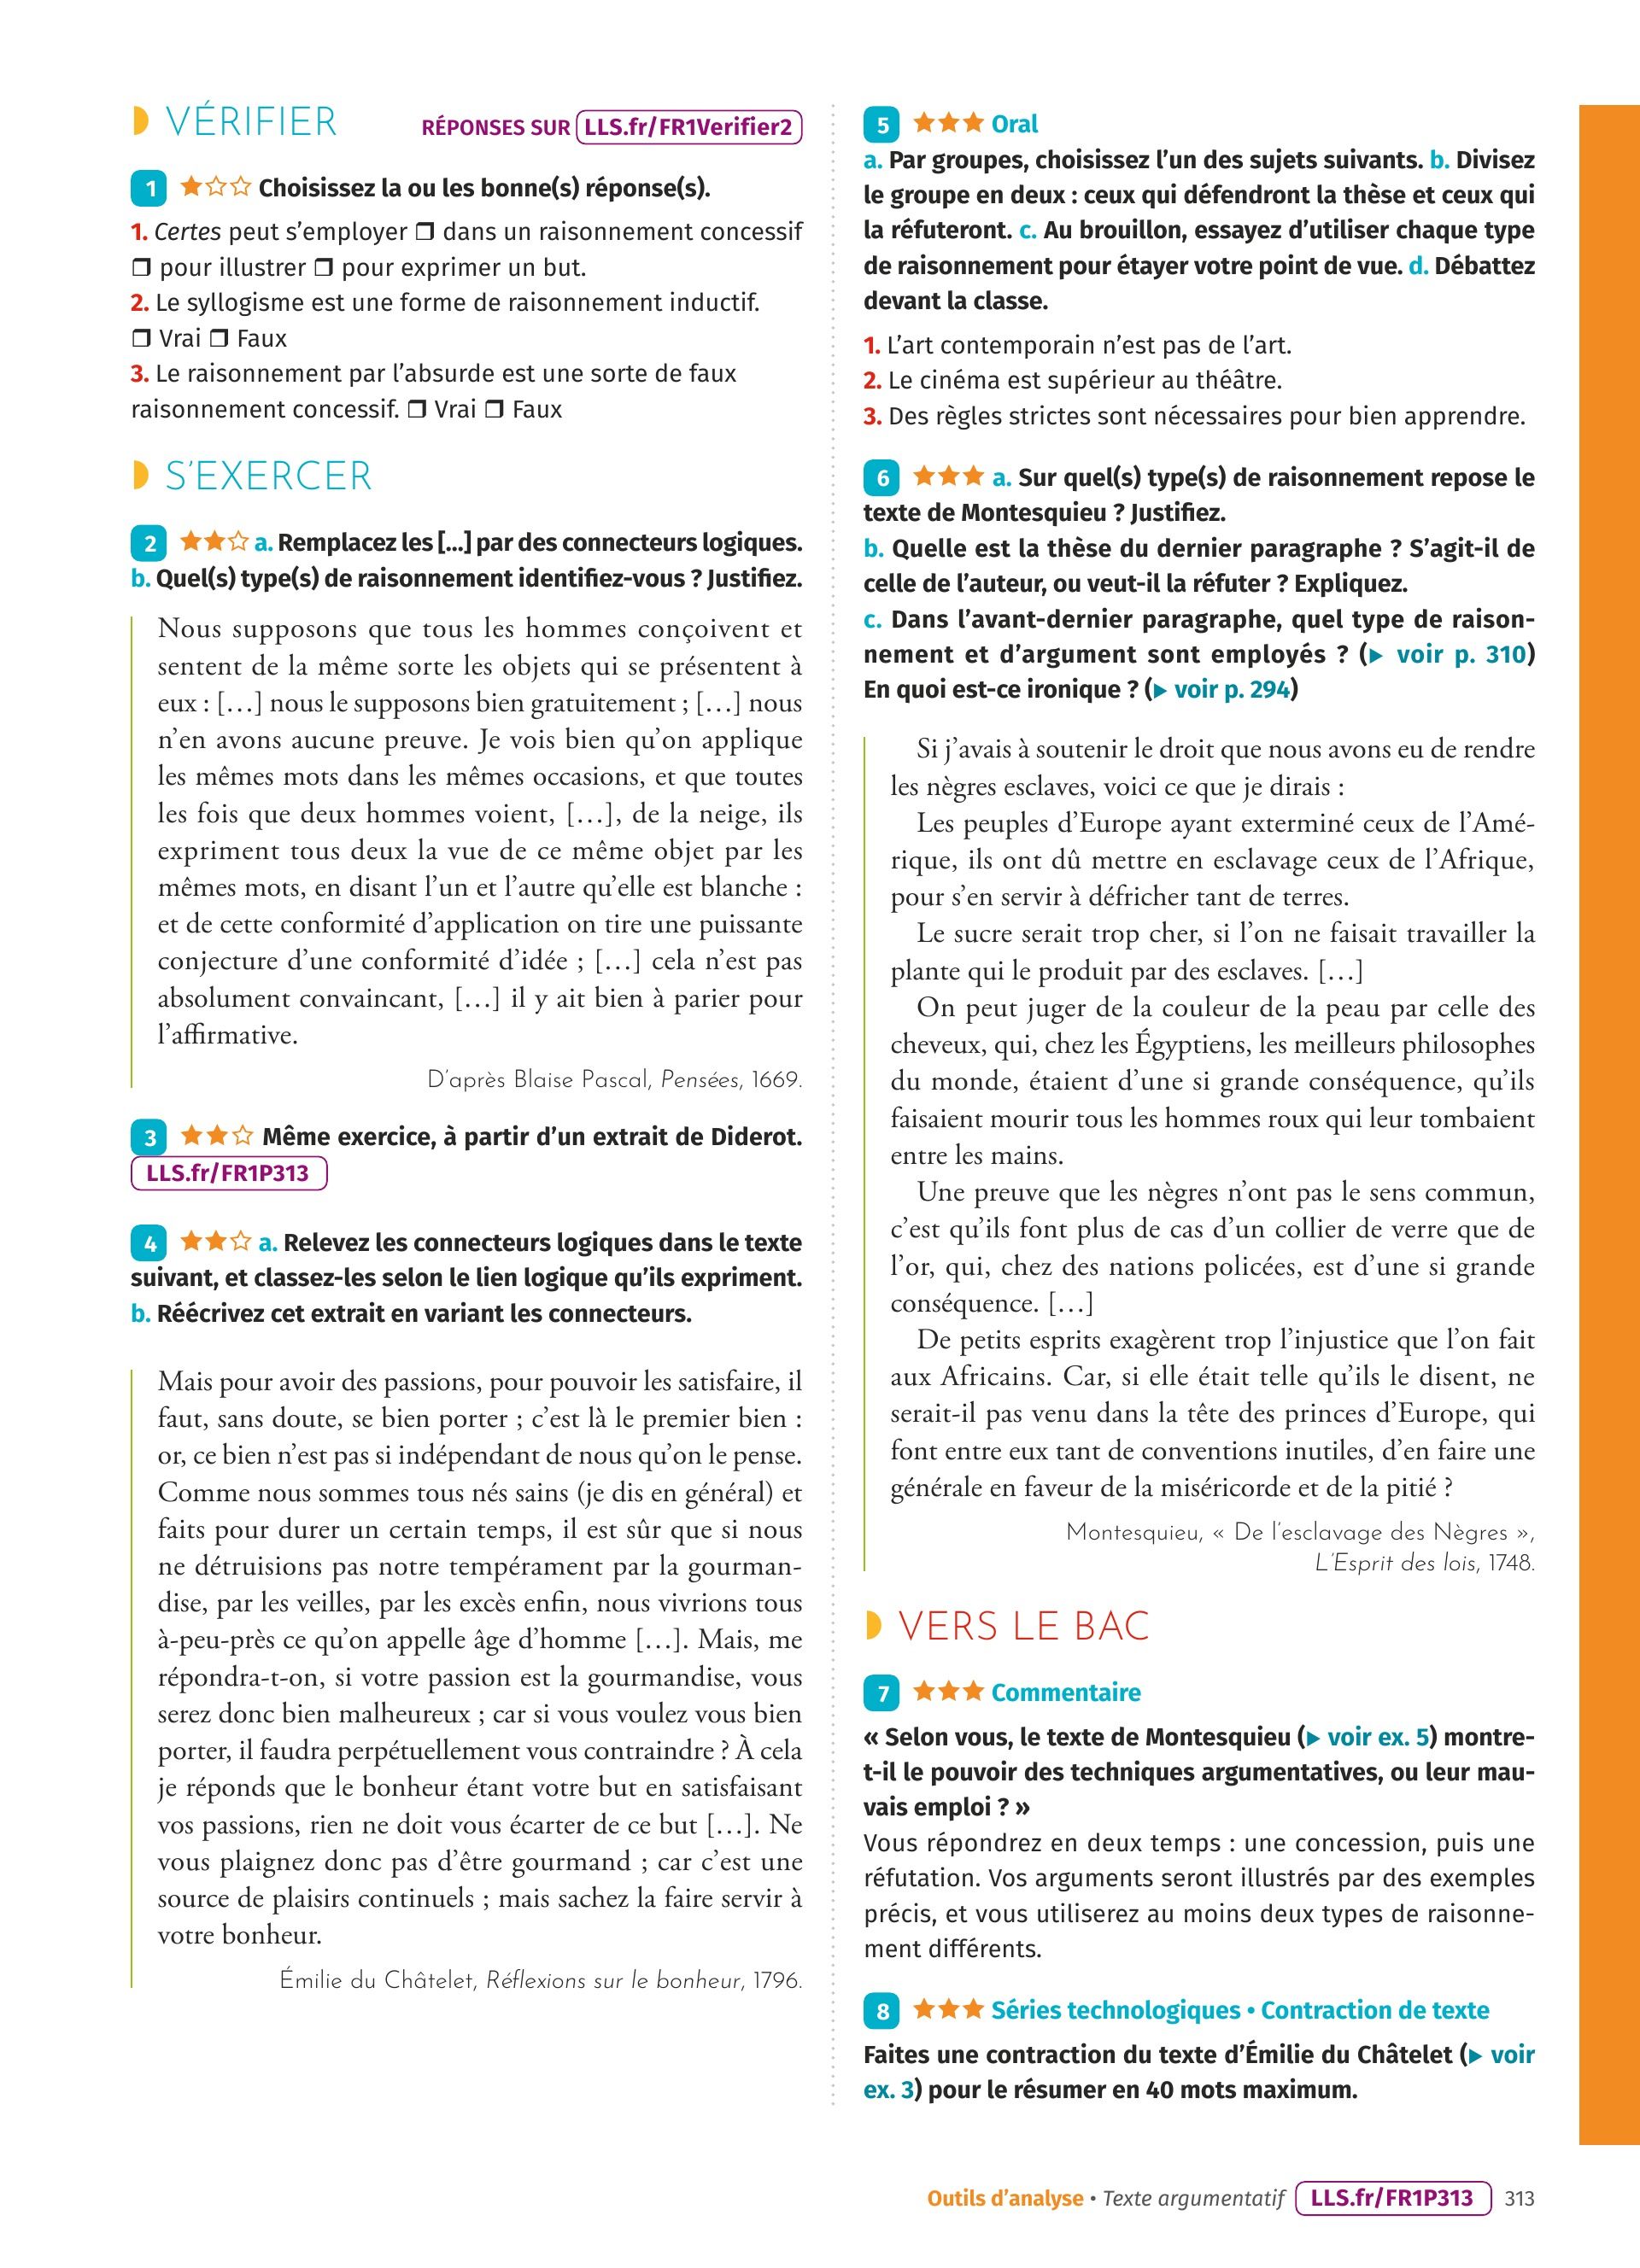 VÉRIFIER
RÉPONSES SUR LLS.fr/FR1Verifier2
1 ★☆☆ Choisissez la ou les bonne(s) réponse(s).
1. Certes peut s’employer ❒ dans un raisonnement concessif
❒ pour illustrer ❒ pour exprimer un but.
2. Le syllogisme est une forme de raisonnement inductif.
❒ Vrai ❒ Faux
3. Le raisonnement par l’absurde est une sorte de faux
raisonnement concessif. ❒ Vrai ❒ Faux
S’EXERCER
2 ★★☆ a. Remplacez les [...] par des connecteurs logiques.
b. Quel(s) type(s) de raisonnement identifiez-vous ? Justifiez.
Nous supposons que tous les hommes conçoivent et
sentent de la même sorte les objets qui se présentent à
eux : […] nous le supposons bien gratuitement ; […] nous
n’en avons aucune preuve. Je vois bien qu’on applique
les mêmes mots dans les mêmes occasions, et que toutes
les fois que deux hommes voient, […], de la neige, ils
expriment tous deux la vue de ce même objet par les
mêmes mots, en disant l’un et l’autre qu’elle est blanche :
et de cette conformité d’application on tire une puissante
conjecture d’une conformité d’idée ; […] cela n’est pas
absolument convaincant, […] il y ait bien à parier pour
l’affirmative.
D’après Blaise Pascal, Pensées, 1669.
3 ★★☆ Même exercice, à partir d’un extrait de Diderot.
LLS.fr/FR1P313
4 ★★☆ a. Relevez les connecteurs logiques dans le texte
suivant, et classez-les selon le lien logique qu’ils expriment.
b. Réécrivez cet extrait en variant les connecteurs.
Mais pour avoir des passions, pour pouvoir les satisfaire, il
faut, sans doute, se bien porter ; c’est là le premier bien :
or, ce bien n’est pas si indépendant de nous qu’on le pense.
Comme nous sommes tous nés sains (je dis en général) et
faits pour durer un certain temps, il est sûr que si nous
ne détruisions pas notre tempérament par la gourman-
dise, par les veilles, par les excès enfin, nous vivrions tous
à-peu-près ce qu’on appelle âge d’homme […]. Mais, me
répondra-t-on, si votre passion est la gourmandise, vous
serez donc bien malheureux ; car si vous voulez vous bien
porter, il faudra perpétuellement vous contraindre ? À cela
je réponds que le bonheur étant votre but en satisfaisant
vos passions, rien ne doit vous écarter de ce but […]. Ne
vous plaignez donc pas d’être gourmand ; car c’est une
source de plaisirs continuels ; mais sachez la faire servir à
votre bonheur.
Émilie du Châtelet, Réflexions sur le bonheur, 1796.
5 ★★★ Oral
a. Par groupes, choisissez l’un des sujets suivants. b. Divisez
le groupe en deux : ceux qui défendront la thèse et ceux qui
la réfuteront. c. Au brouillon, essayez d’utiliser chaque type
de raisonnement pour étayer votre point de vue. d. Débattez
devant la classe.
1. L’art contemporain n’est pas de l’art.
2. Le cinéma est supérieur au théâtre.
3. Des règles strictes sont nécessaires pour bien apprendre.
6 ★★★ a. Sur quel(s) type(s) de raisonnement repose le
texte de Montesquieu ? Justifiez.
b. Quelle est la thèse du dernier paragraphe ? S’agit-il de
celle de l’auteur, ou veut-il la réfuter ? Expliquez.
c. Dans l’avant-dernier paragraphe, quel type de raison-
nement et d’argument sont employés ? (▶ voir p. 310)
En quoi est-ce ironique ? (▶ voir p. 294)
Si j’avais à soutenir le droit que nous avons eu de rendre
les nègres esclaves, voici ce que je dirais :
Les peuples d’Europe ayant exterminé ceux de l’Amé-
rique, ils ont dû mettre en esclavage ceux de l’Afrique,
pour s’en servir à défricher tant de terres.
Le sucre serait trop cher, si l’on ne faisait travailler la
plante qui le produit par des esclaves. […]
On peut juger de la couleur de la peau par celle des
cheveux, qui, chez les Égyptiens, les meilleurs philosophes
du monde, étaient d’une si grande conséquence, qu’ils
faisaient mourir tous les hommes roux qui leur tombaient
entre les mains.
Une preuve que les nègres n’ont pas le sens commun,
c’est qu’ils font plus de cas d’un collier de verre que de
l’or, qui, chez des nations policées, est d’une si grande
conséquence. […]
De petits esprits exagèrent trop l’injustice que l’on fait
aux Africains. Car, si elle était telle qu’ils le disent, ne
serait-il pas venu dans la tête des princes d’Europe, qui
font entre eux tant de conventions inutiles, d’en faire une
générale en faveur de la miséricorde et de la pitié ?
Montesquieu, « De l’esclavage des Nègres »,
L’Esprit des lois, 1748.
VERS LE BAC
7 ★★★ Commentaire
« Selon vous, le texte de Montesquieu (▶ voir ex. 5) montre-
t-il le pouvoir des techniques argumentatives, ou leur mau-
vais emploi ? »
Vous répondrez en deux temps : une concession, puis une
réfutation. Vos arguments seront illustrés par des exemples
précis, et vous utiliserez au moins deux types de raisonne-
ment différents.
8 ★★★ Séries technologiques • Contraction de texte
Faites une contraction du texte d’Émilie du Châtelet (▶ voir
ex. 3) pour le résumer en 40 mots maximum.
Outils d’analyse • Texte argumentatif LLS.fr/FR1P313 313